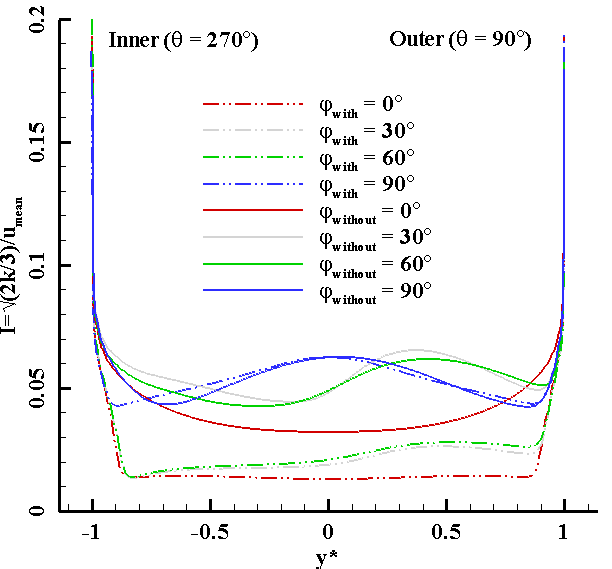 Inner (θ = 270°)
Outer (θ = 90°)
φwith = 0°
φwith = 30°
φwith = 60°
φwith = 90°
φwithout = 0°
φwithout = 30°
φwithout = 60°
φwithout = 90°
I=√(2k/3)/umean
0.2
0.15
0.1
0.05
0
-1
-0.5
0
0.5
1
y*